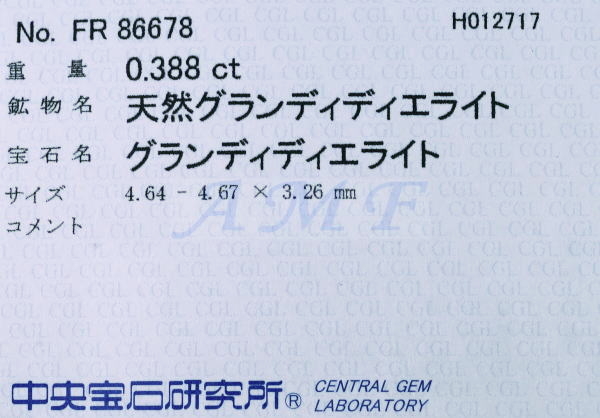 No. FR 86678 H012717
重 量 0.388 ct
鉱物名 天然グランディディエライト
宝石名 グランディディエライト
サイズ 4.64 - 4.67 × 3.26 mm
コメント
AMF
中央宝石研究所® CENTRAL GEM
LABORATORY